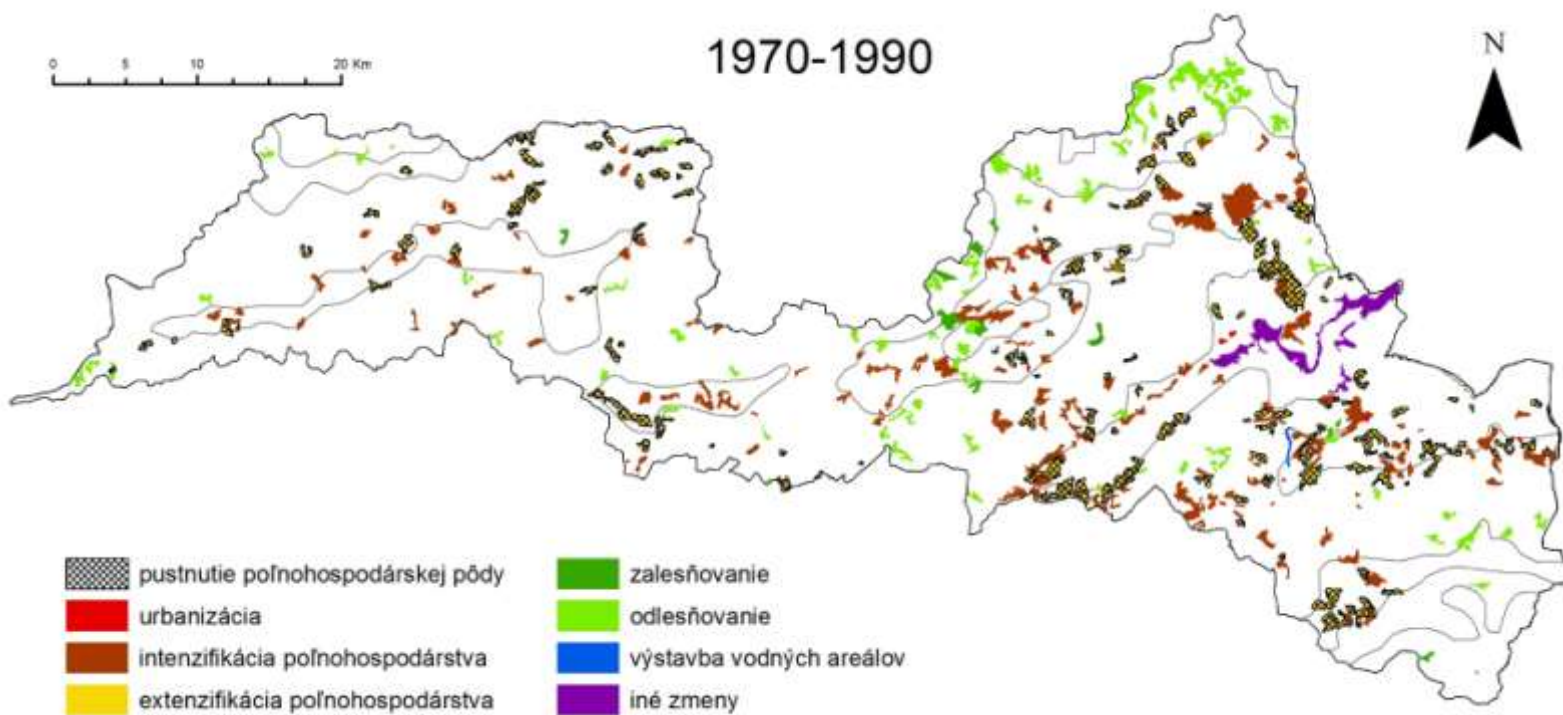 1970-1990
N
0 5 10 20 Km
pustnutie poľnohospodárskej pôdy
urbanizácia
intenzifikácia poľnohospodárstva
extenzifikácia poľnohospodárstva
zalesňovanie
odlesňovanie
výstavba vodných areálov
iné zmeny